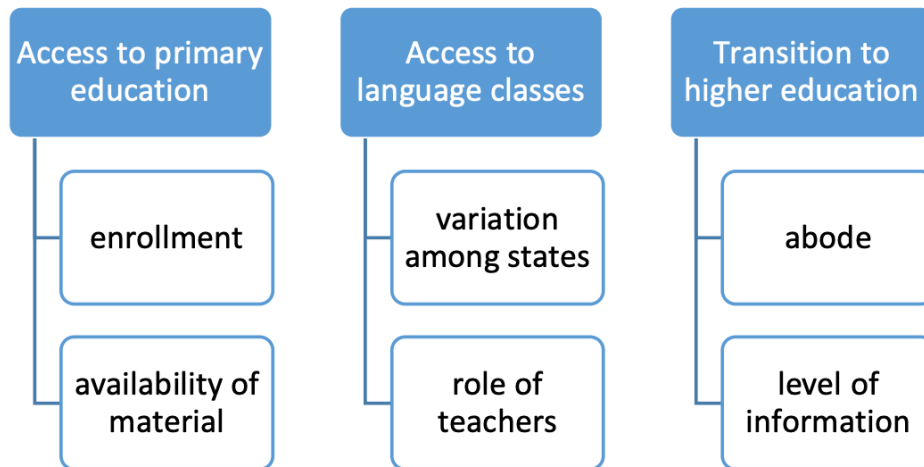 Access to primary
education
enrollment
availability of
material
Access to
language classes
variation
among states
role of
teachers
Transition to
higher education
abode
level of
information